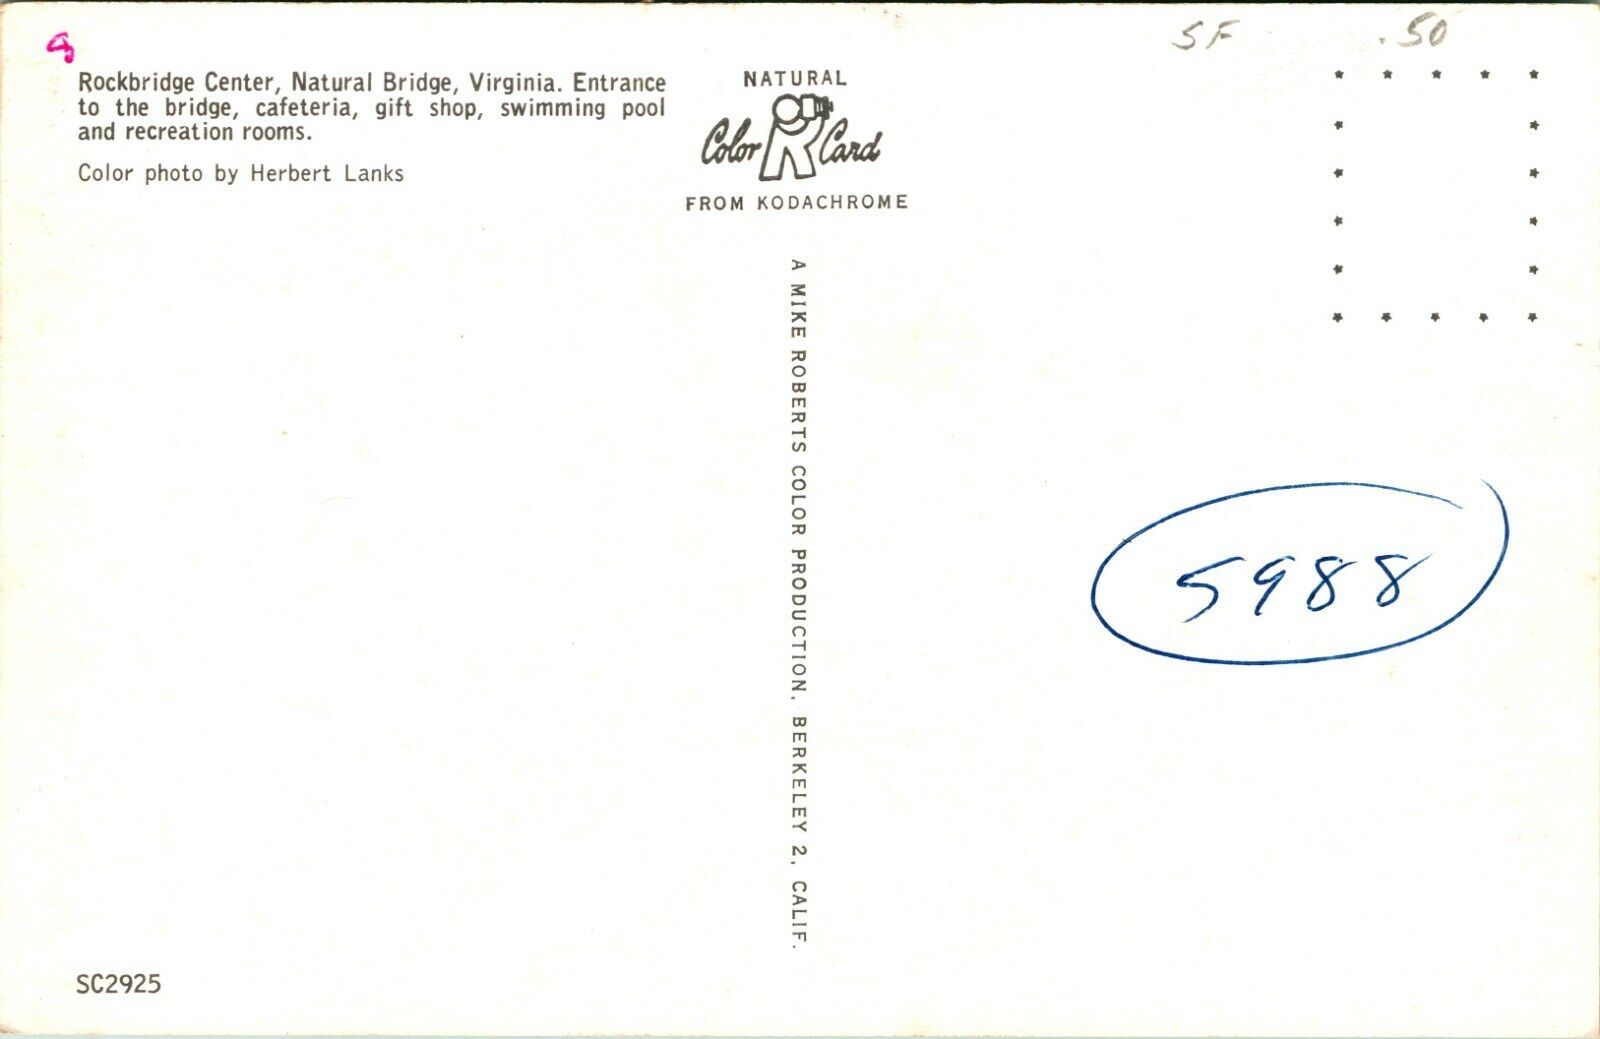 SF .50
Rockbridge Center, Natural Bridge, Virginia. Entrance
to the bridge, cafeteria, gift shop, swimming pool
and recreation rooms.
Color photo by Herbert Lanks
NATURAL
Color Card
FROM KODACHROME
A MIKE ROBERTS COLOR PRODUCTION, BERKELEY 2, CALIF.
5988
SC2925